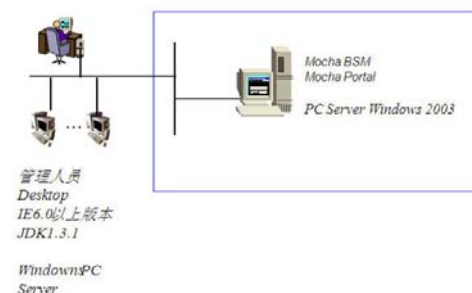 Mocha BSM
Mocha Portal
PC Server Windows 2003
管理人员
Desktop
IE6.0以上版本
JDK1.3.1
WindownsPC
Server